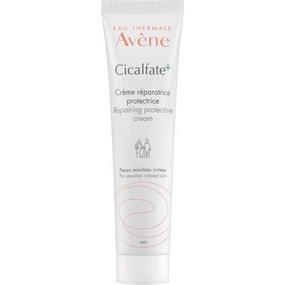 EAU THERMALE
Avène
Cicalfate+
Crème réparatrice
protectrice
Repairing protective
cream
Peaux sensibles irritées
For sensitive irritated skin